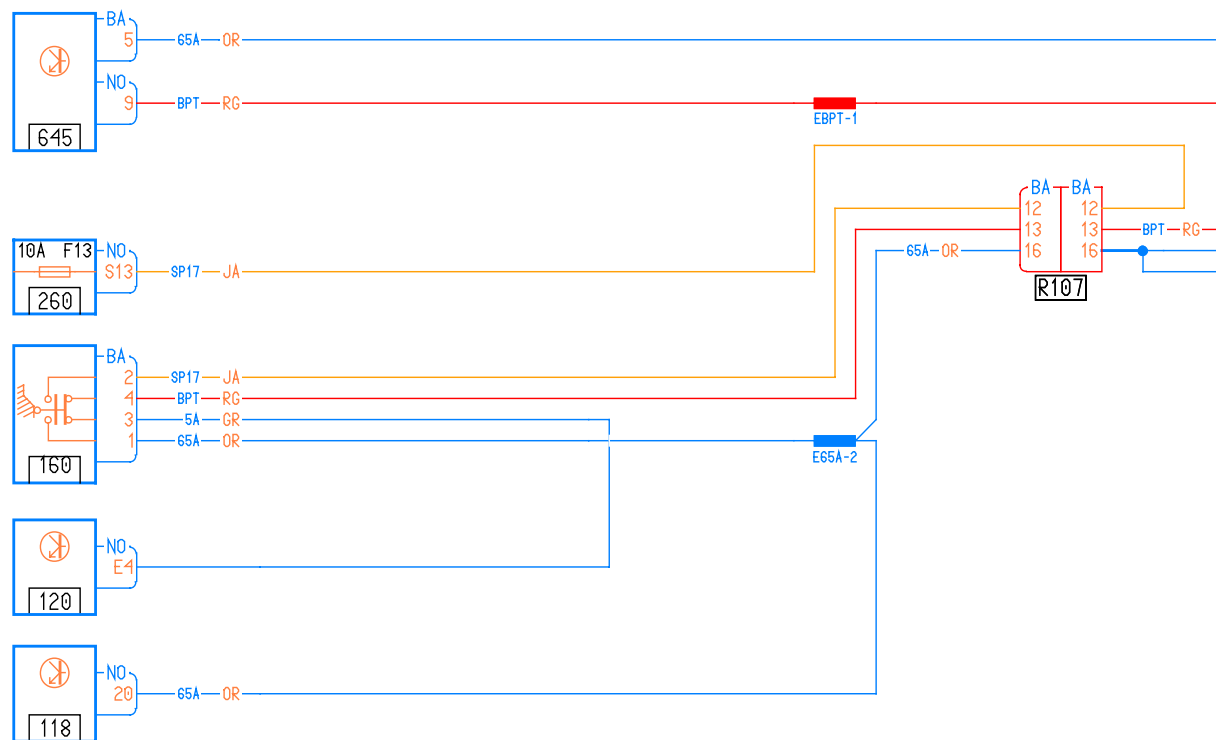 BA
5 65A OR
NO
9 BPT RG
EBPT-1
645
BA BA
12 12
13 13 BPT RG
65A OR 16 16
R107
10A F13 NO
S13 SP17 JA
260
BA
2 SP17 JA
4 BPT RG
3 5A GR
1 65A OR
E65A-2
160
NO
E4
120
NO
20 65A OR
118